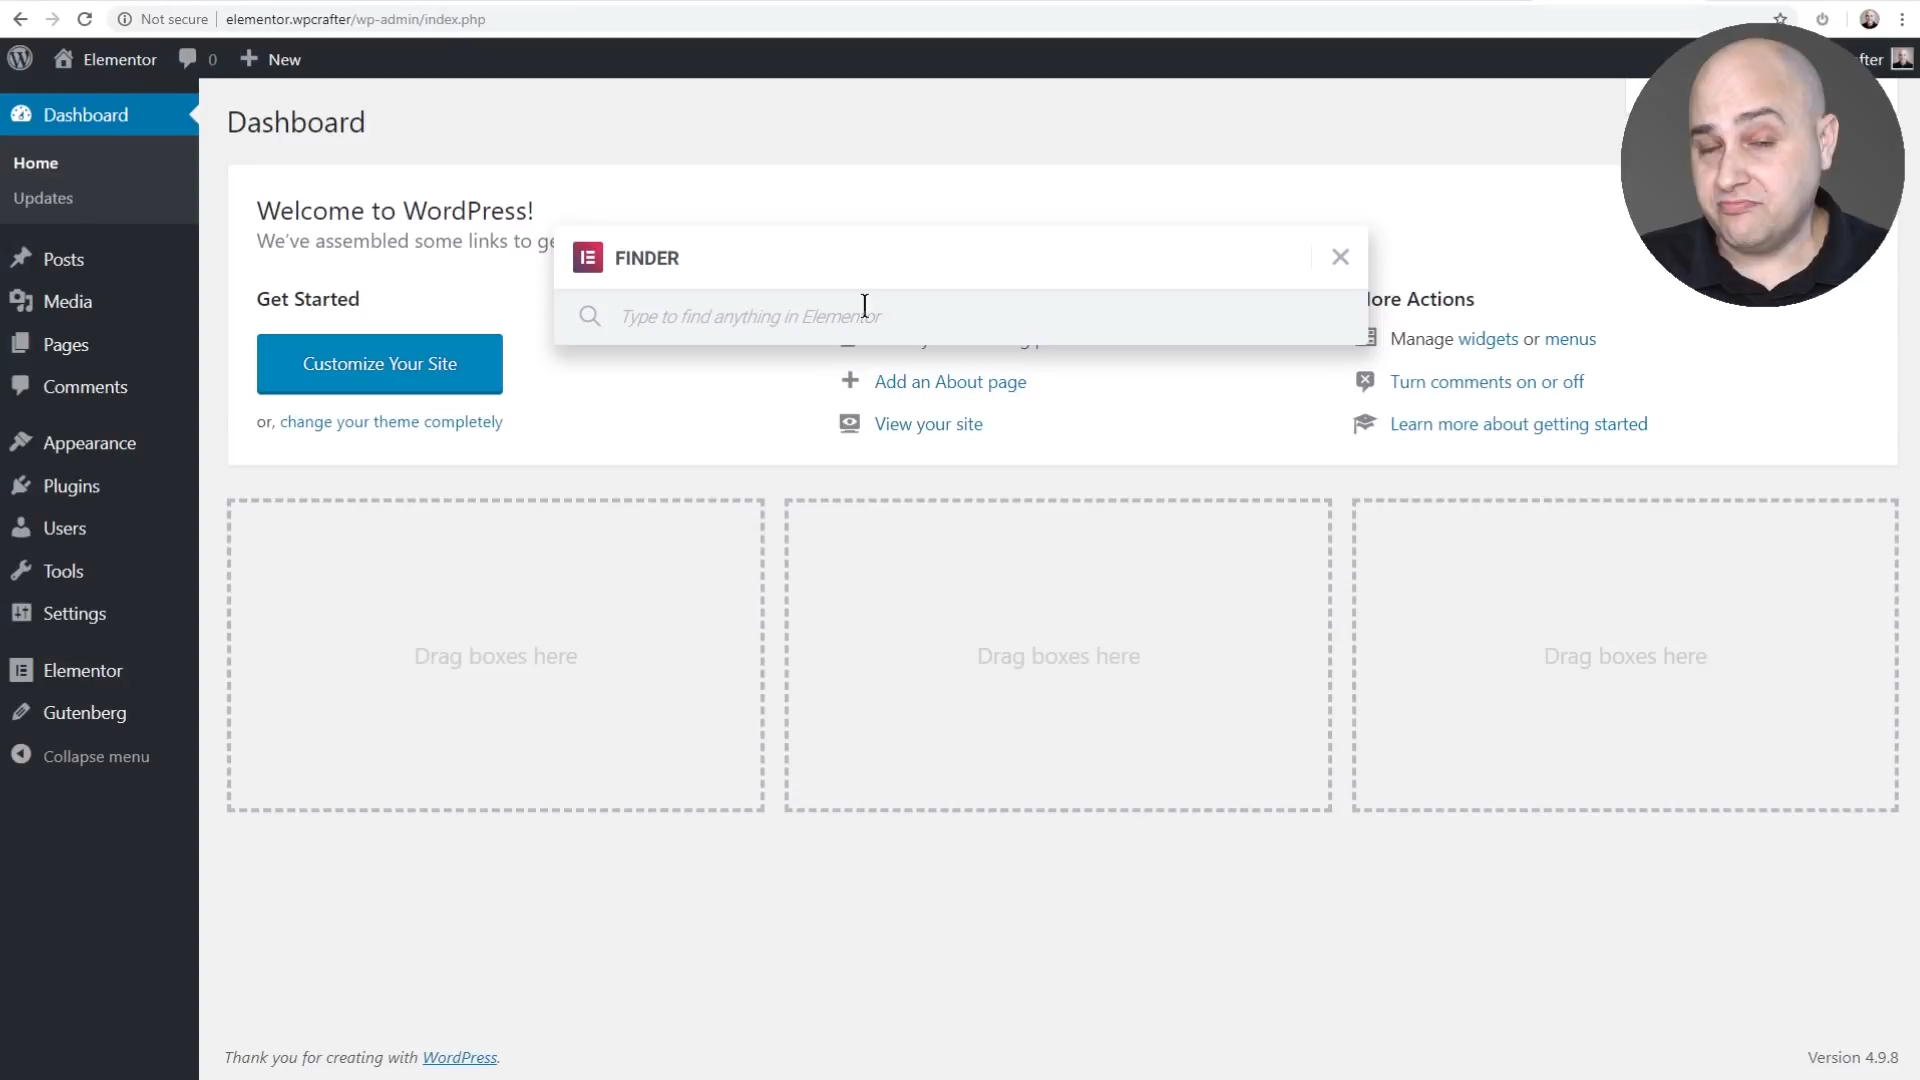 Not secure
elementor.wpcrafter/wp-admin/index.php
Elementor
0
New
fter
Dashboard
Home
Updates
Posts
Media
Pages
Comments
Appearance
Plugins
Users
Tools
Settings
Elementor
Gutenberg
Collapse menu
Dashboard
Welcome to WordPress!
We've assembled some links to ge
FINDER
Type to find anything in Elementor
Get Started
Customize Your Site
or, change your theme completely
Add an About page
View your site
ore Actions
Manage widgets or menus
Turn comments on or off
Learn more about getting started
Drag boxes here
Drag boxes here
Drag boxes here
Thank you for creating with WordPress.
Version 4.9.8